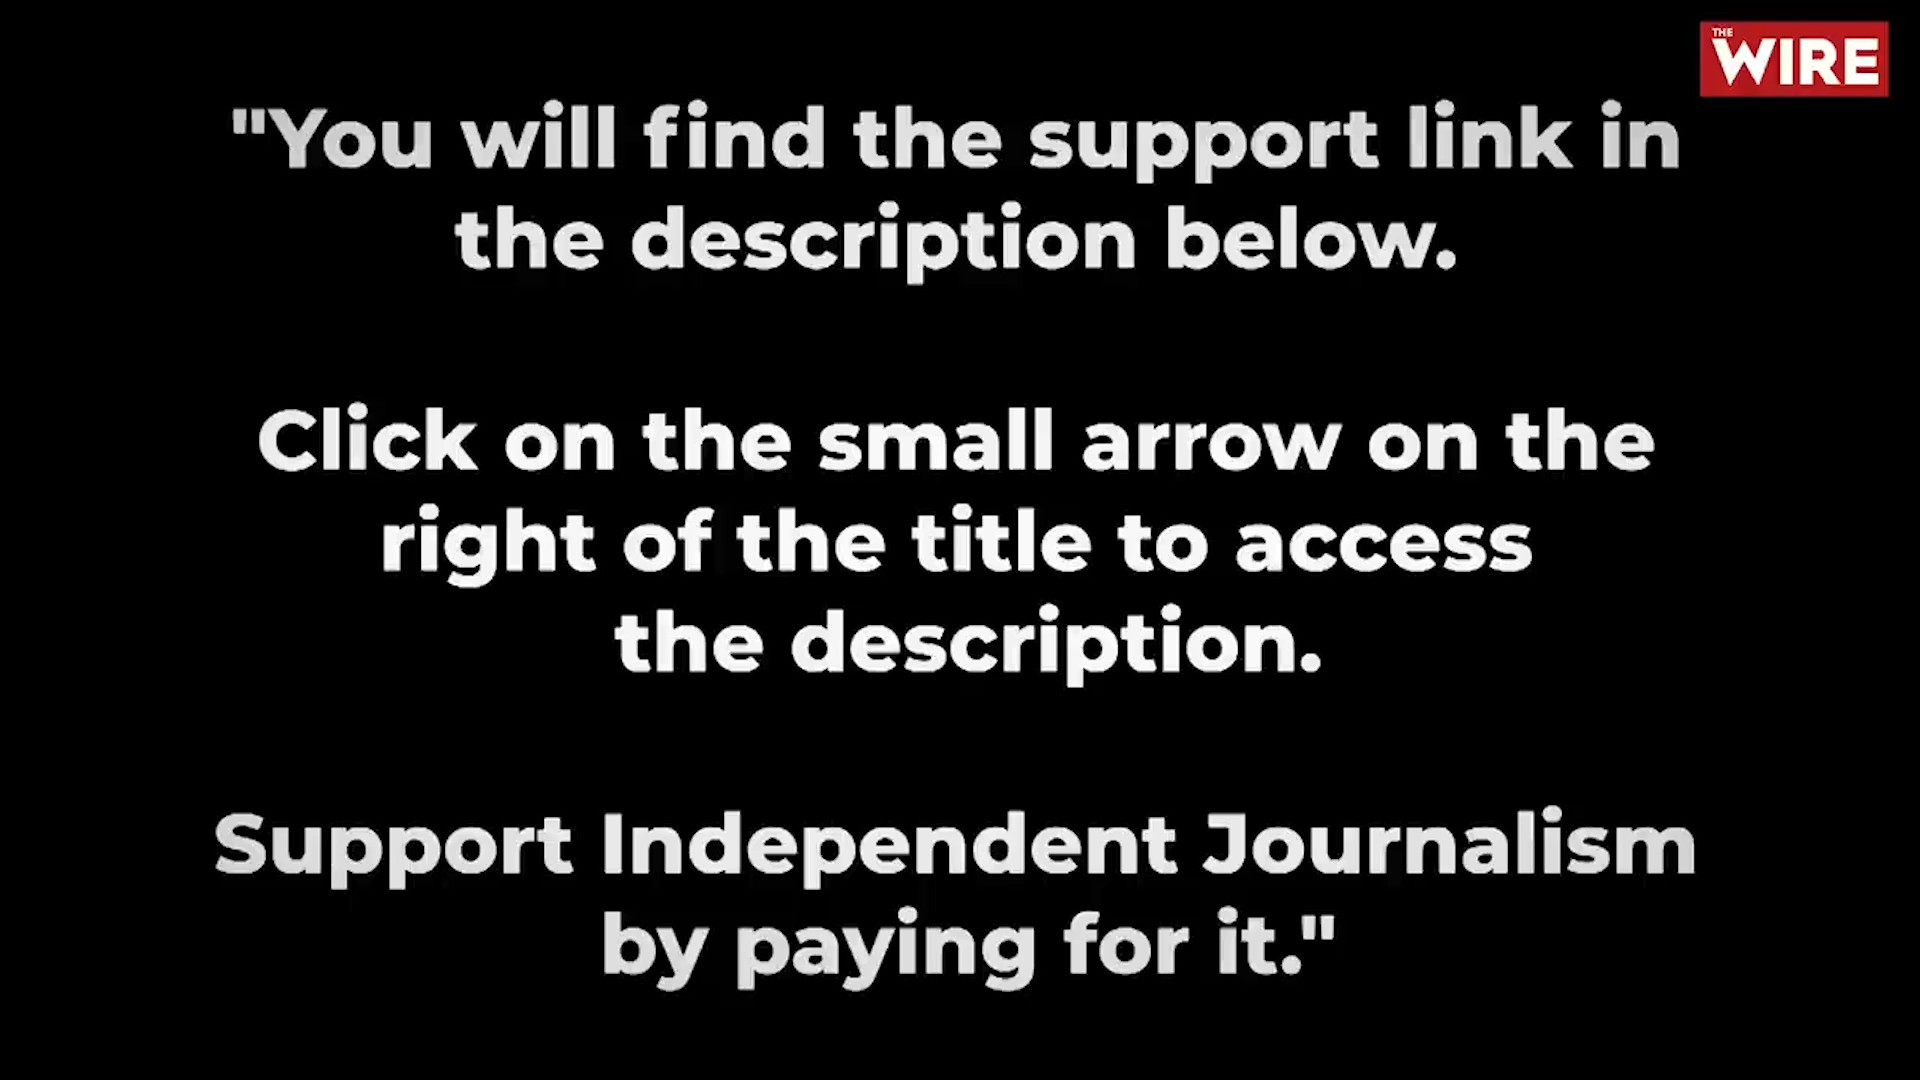 THE
WIRE
"You will find the support link in
the description below.
Click on the small arrow on the
right of the title to access
the description.
Support Independent Journalism
by paying for it."